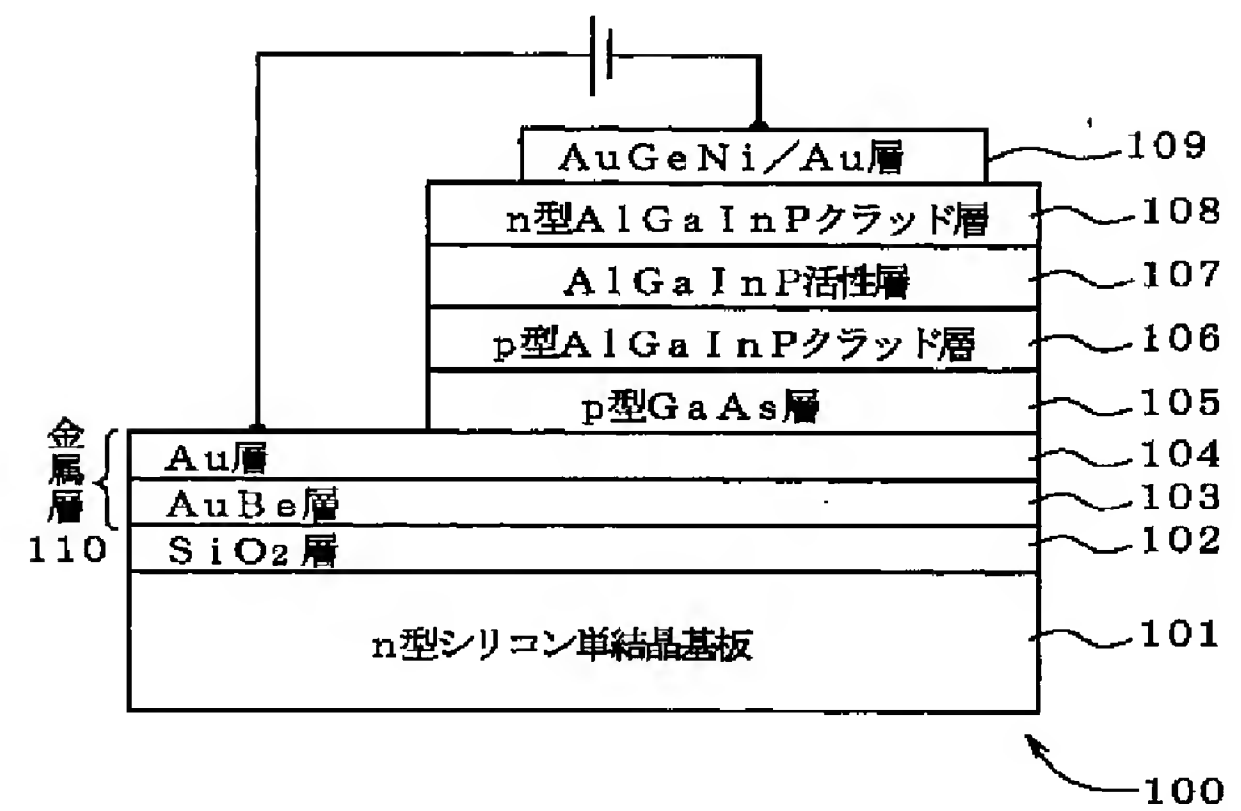 AuGeNi／Au層
109
n型AlGaInPクラッド層
108
AlGaInP活性層
107
p型AlGaInPクラッド層
106
p型GaAs層
105
金属層
110
Au層
104
AuBe層
103
SiO2層
102
n型シリコン単結晶基板
101
100